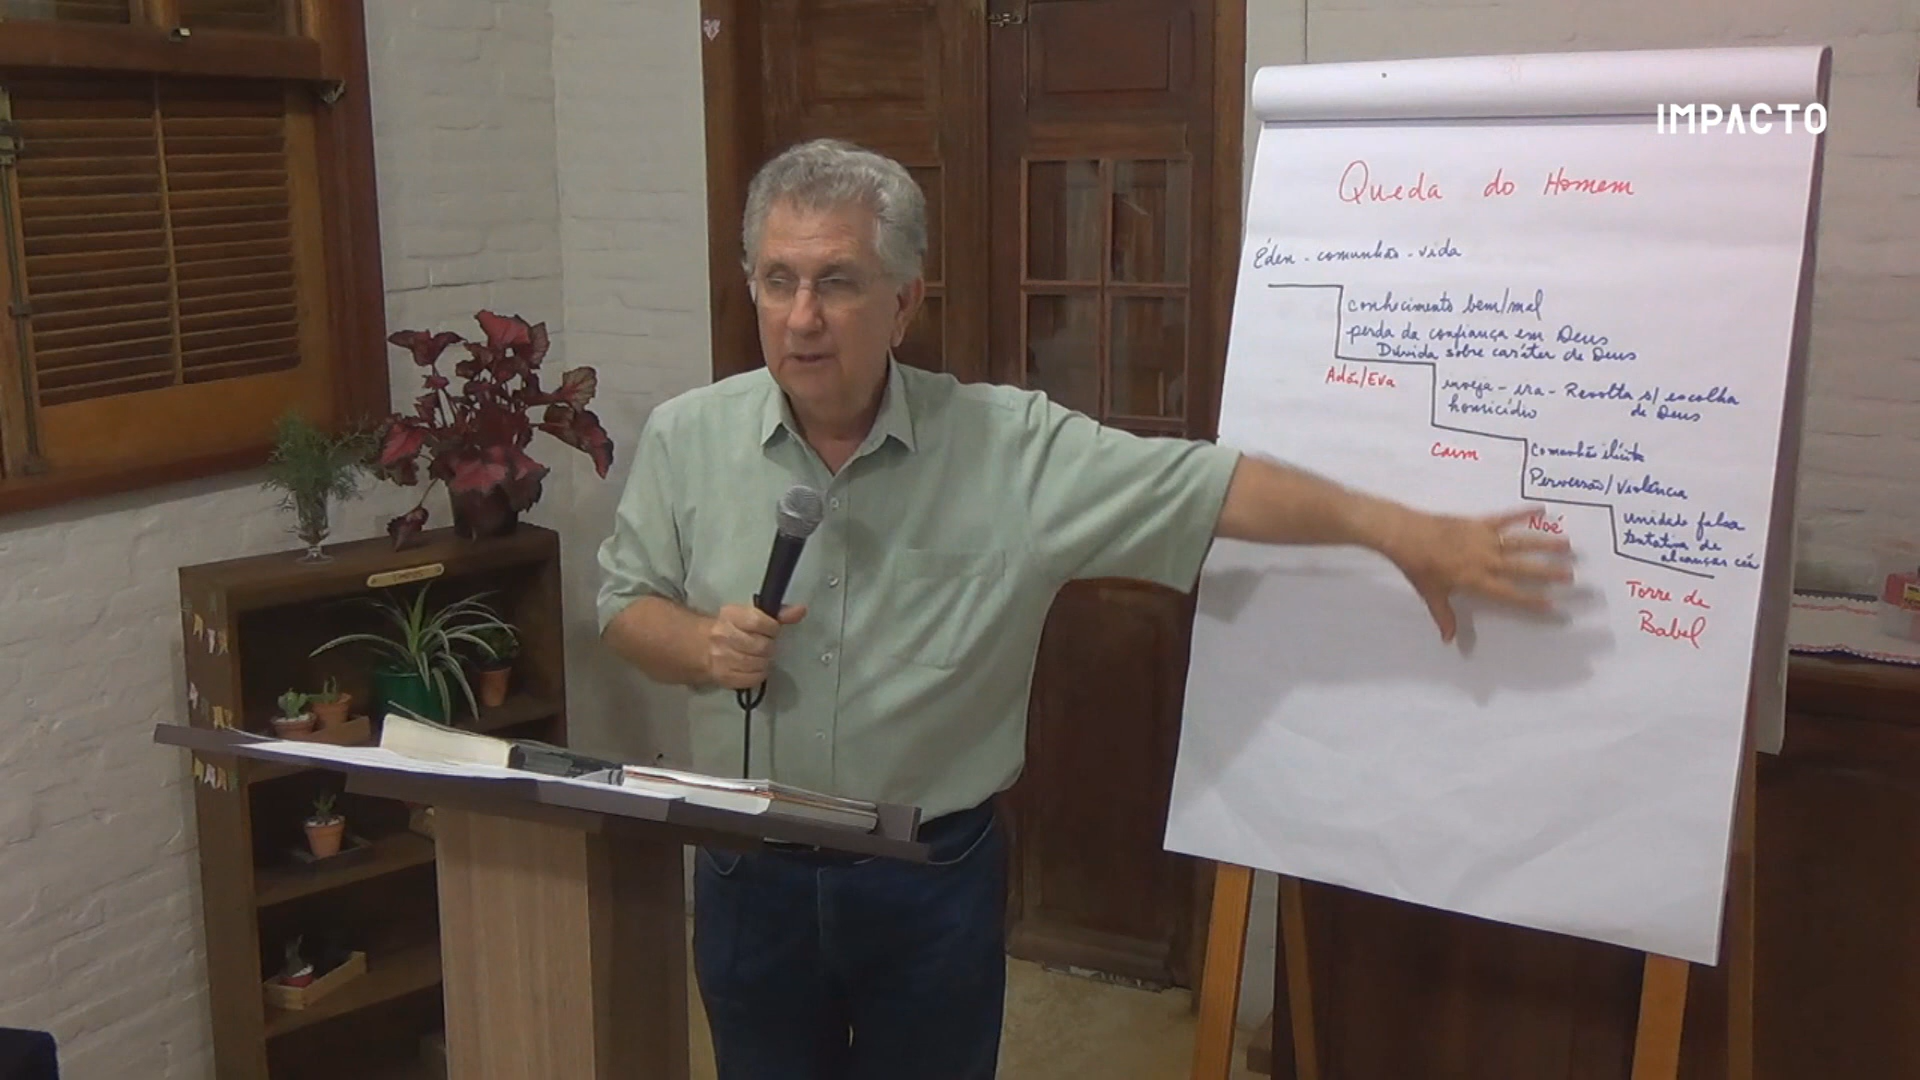 IMPACTO
Queda do Homem
Éden - comunhão - vida
conhecimento bem/mal
perda da confiança em Deus
Dúvida sobre caráter de Deus
Adão/Eva
inveja - ira - Revolta s/ escolha
homicídio de Deus
Caim
Comunhão ilícita
Perversão/Violência
Noé
Unidade falsa
tentativa de
alcançar céu
Torre de
Babel